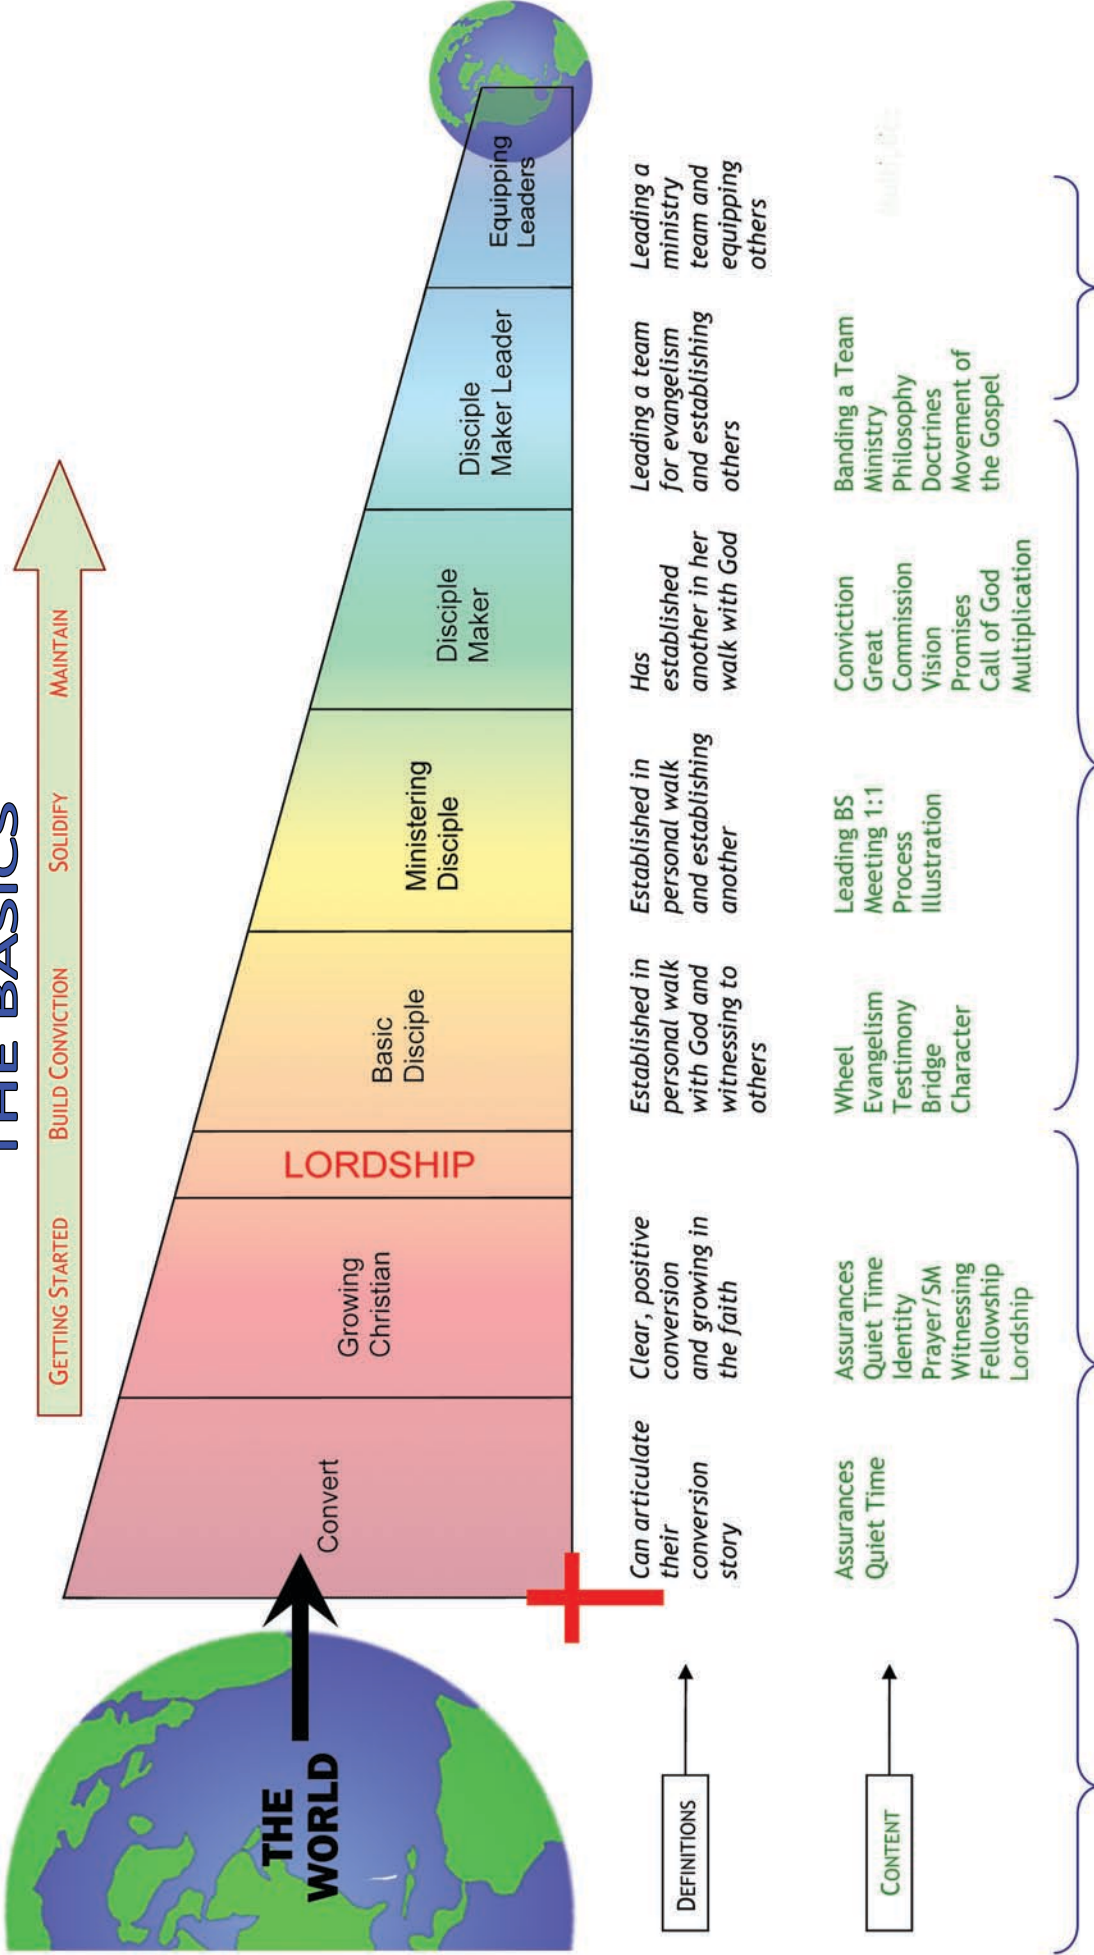 THE BASICS
GETTING STARTED
BUILD CONVICTION
SOLIDIFY
MAINTAIN
THE
WORLD
Convert
Growing
Christian
LORDSHIP
Basic
Disciple
Ministering
Disciple
Disciple
Maker
Disciple
Maker Leader
Equipping
Leaders
DEFINITIONS
Can articulate
their
conversion
story
Clear, positive
conversion
and growing in
the faith
Established in
personal walk
with God and
witnessing to
others
Established in
personal walk
and establishing
another
Has
established
another in her
walk with God
Leading a team
for evangelism
and establishing
others
Leading a
ministry
team and
equipping
others
CONTENT
Assurances
Quiet Time
Assurances
Quiet Time
Identity
Prayer/SM
Witnessing
Fellowship
Lordship
Wheel
Evangelism
Testimony
Bridge
Character
Leading BS
Meeting 1:1
Process
Illustration
Conviction
Great
Commission
Vision
Promises
Call of God
Multiplication
Banding a Team
Ministry
Philosophy
Doctrines
Movement of
the Gospel